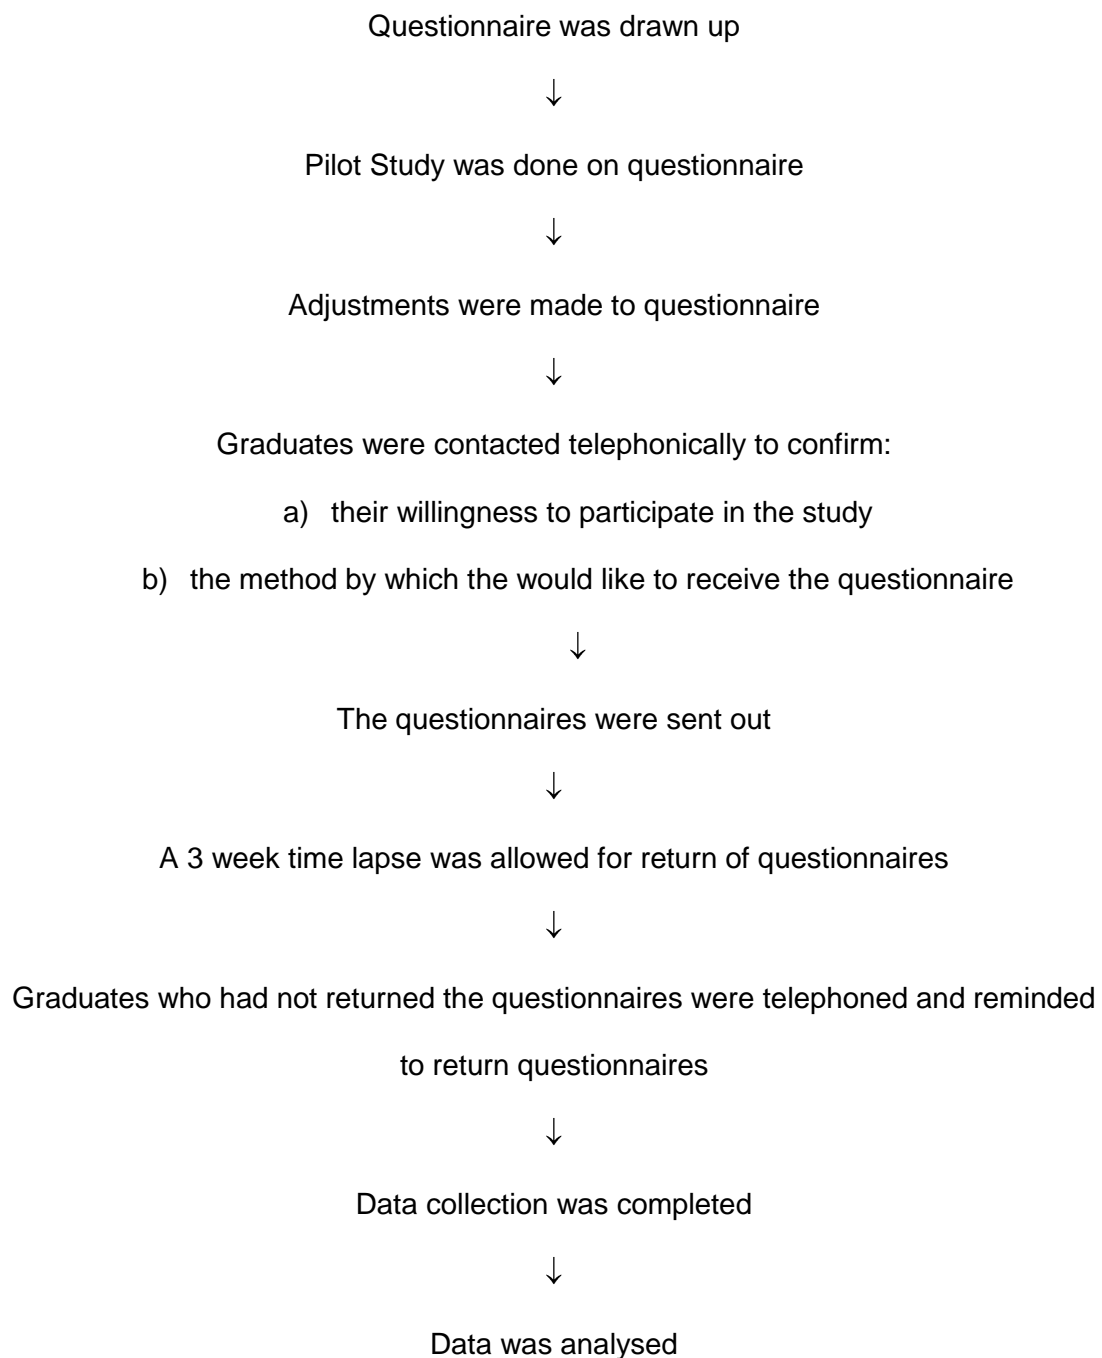 Questionnaire was drawn up
↓
Pilot Study was done on questionnaire
↓
Adjustments were made to questionnaire
↓
Graduates were contacted telephonically to confirm:
a) their willingness to participate in the study
b) the method by which the would like to receive the questionnaire
↓
The questionnaires were sent out
↓
A 3 week time lapse was allowed for return of questionnaires
↓
Graduates who had not returned the questionnaires were telephoned and reminded
to return questionnaires
↓
Data collection was completed
↓
Data was analysed